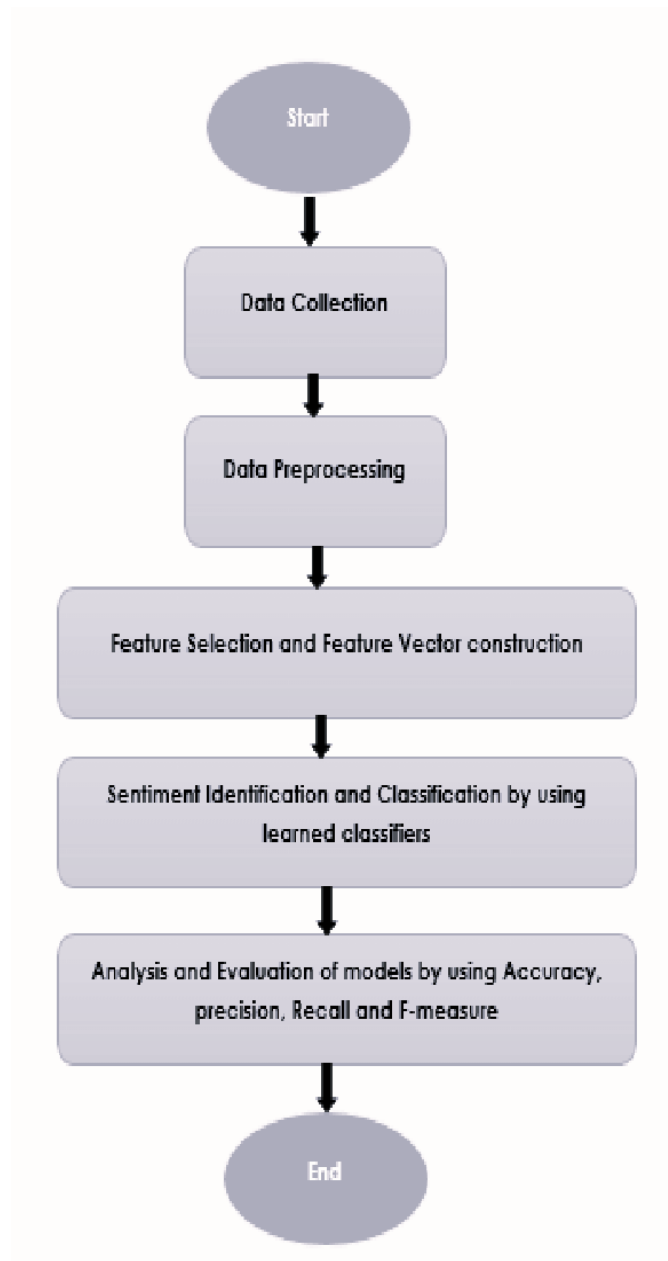 Start
Data Collection
Data Preprocessing
Feature Selection and Feature Vector construction
Sentiment Identification and Classification by using
learned classifiers
Analysis and Evaluation of models by using Accuracy,
precision, Recall and F-measure
End